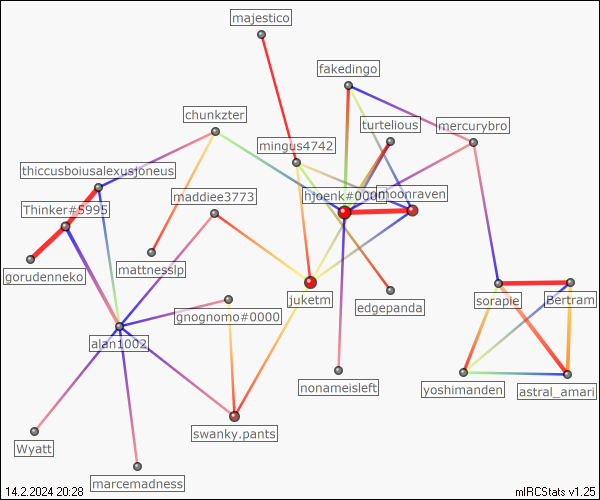 majestico
fakedingo
chunkzter
turtelious
mercurybro
mingus4742
thiccusboiusalexusjoneus
maddiee3773
hjoenk#0000
moonraven
Thinker#5995
gorudenneko
mattnesslp
juketm
edgepanda
sorapie
Bertram
gnognomo#0000
alan1002
nonameisleft
yoshimanden
astral_amari
swanky.pants
Wyatt
marcemadness
14.2.2024 20:28
mIRCStats v1.25